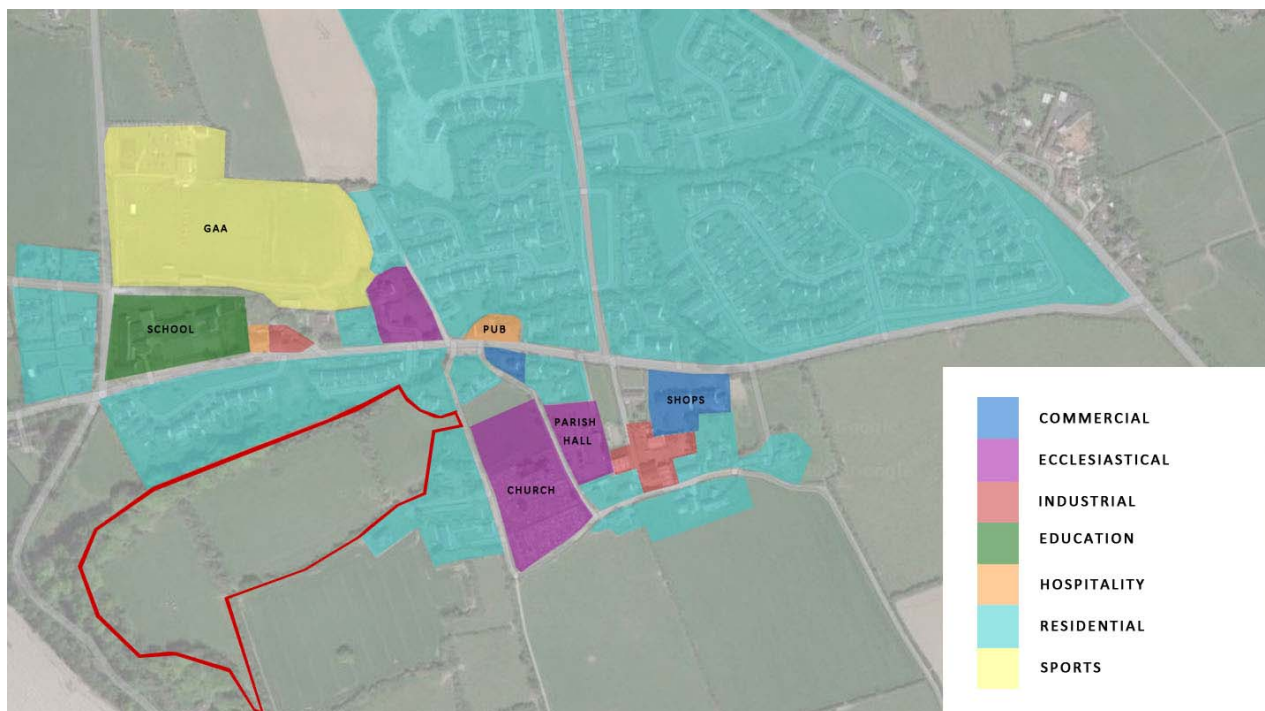 GAA
SCHOOL
PUB
SHOPS
PARISH
HALL
CHURCH
COMMERCIAL
ECCLESIASTICAL
INDUSTRIAL
EDUCATION
HOSPITALITY
RESIDENTIAL
SPORTS